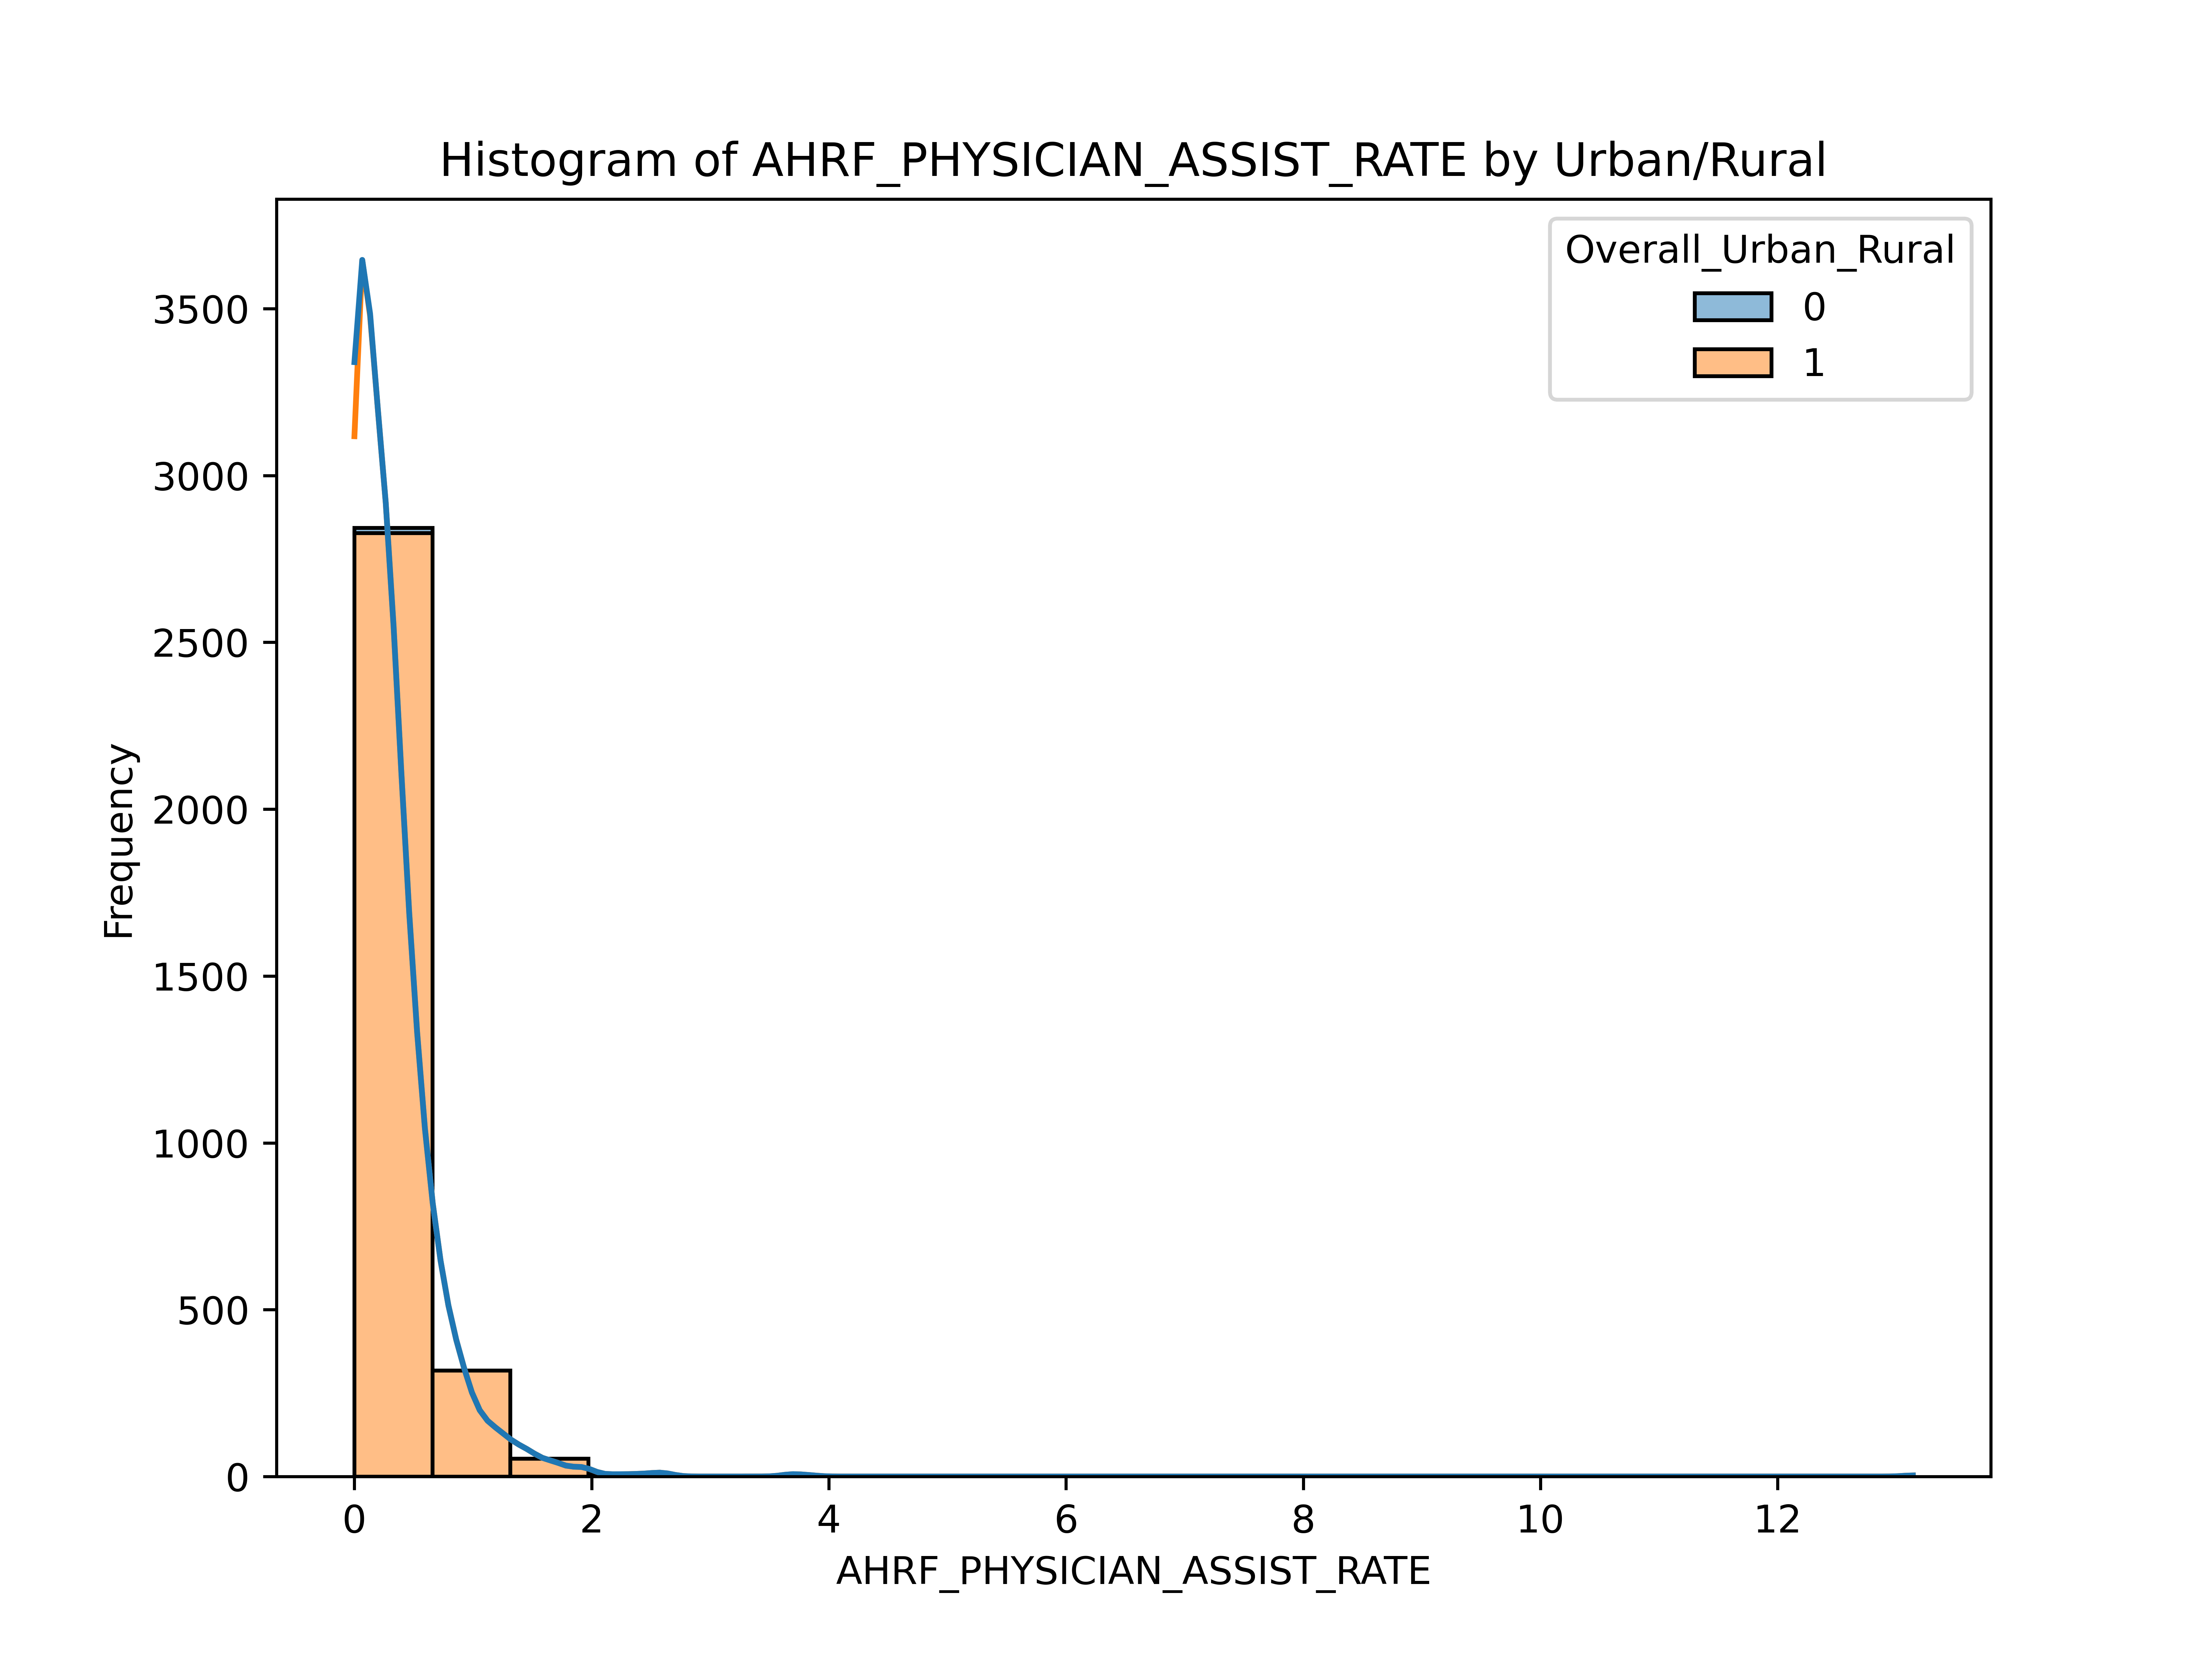 Histogram of AHRF_PHYSICIAN_ASSIST_RATE by Urban/Rural
Overall_Urban_Rural
0
1
3500
3000
2500
2000
1500
1000
500
0
Frequency
0 2 4 6 8 10 12
AHRF_PHYSICIAN_ASSIST_RATE